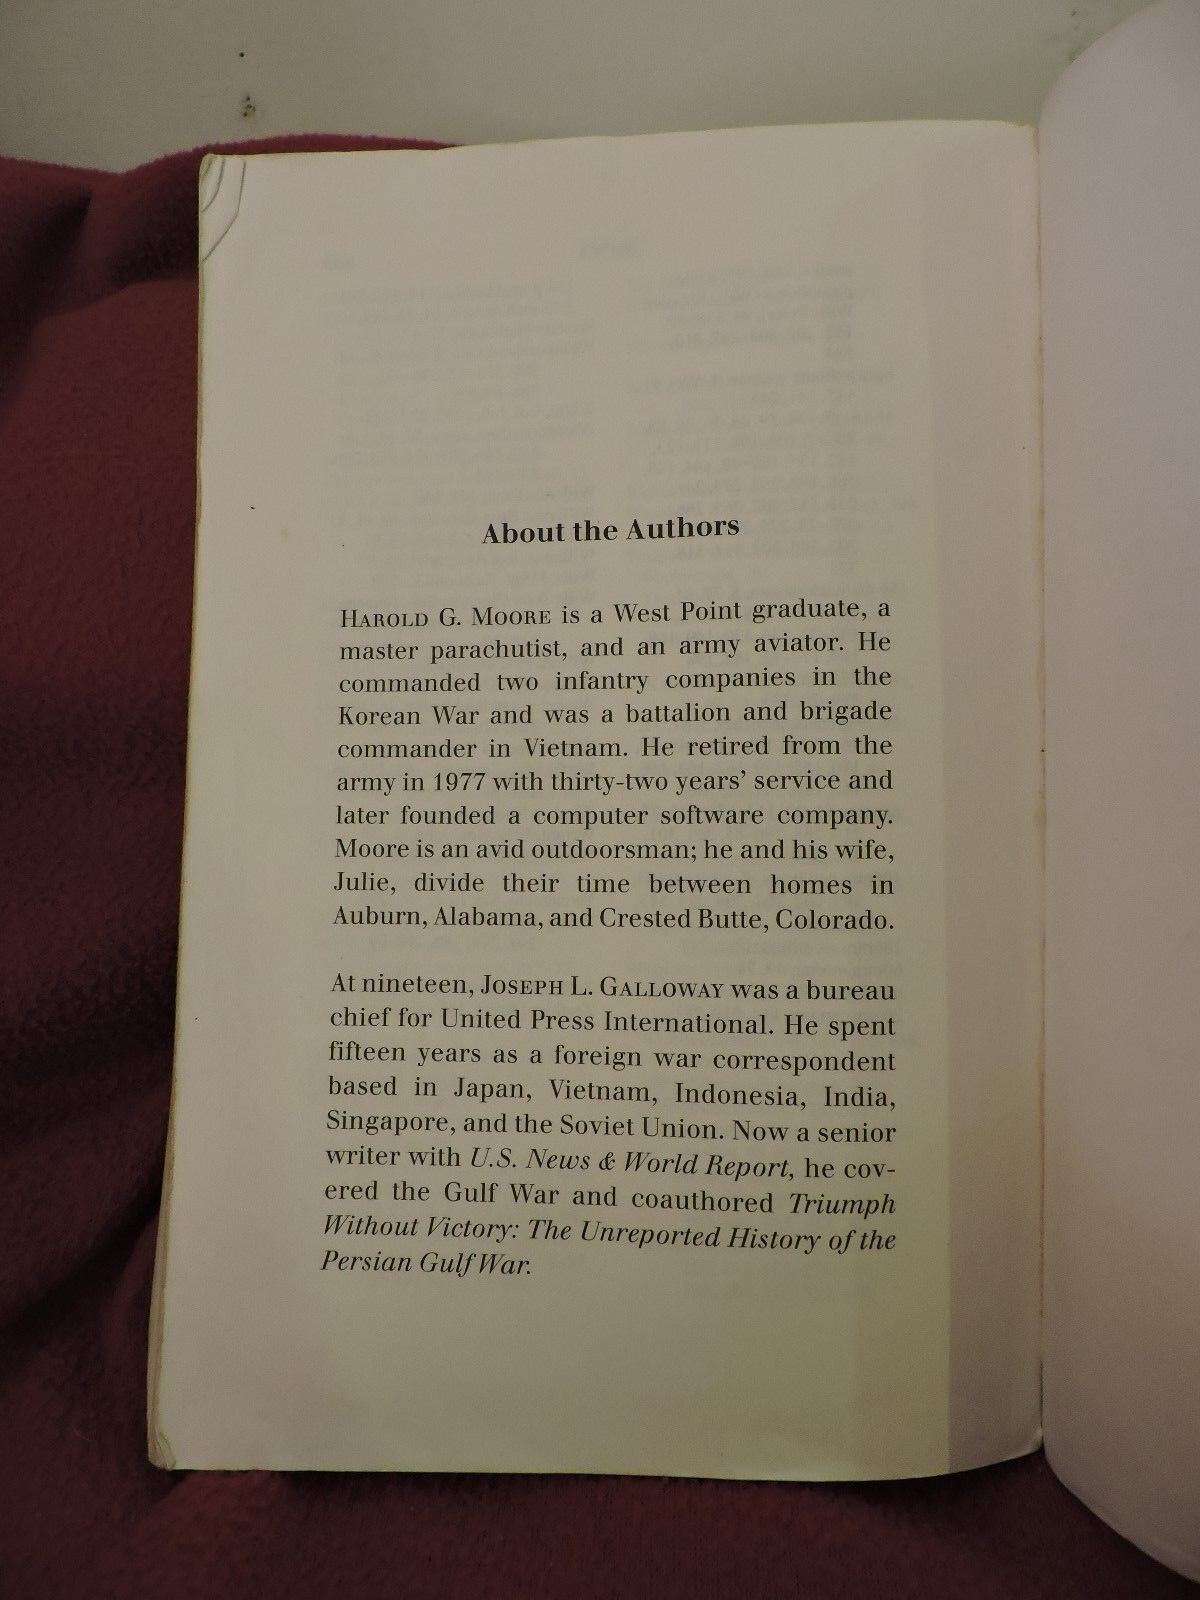 About the Authors
HAROLD G. MOORE is a West Point graduate, a
master parachutist, and an army aviator. He
commanded two infantry companies in the
Korean War and was a battalion and brigade
commander in Vietnam. He retired from the
army in 1977 with thirty-two years’ service and
later founded a computer software company.
Moore is an avid outdoorsman; he and his wife,
Julie, divide their time between homes in
Auburn, Alabama, and Crested Butte, Colorado.
At nineteen, JOSEPH L. GALLOWAY was a bureau
chief for United Press International. He spent
fifteen years as a foreign war correspondent
based in Japan, Vietnam, Indonesia, India,
Singapore, and the Soviet Union. Now a senior
writer with U.S. News & World Report, he cov-
ered the Gulf War and coauthored Triumph
Without Victory: The Unreported History of the
Persian Gulf War.